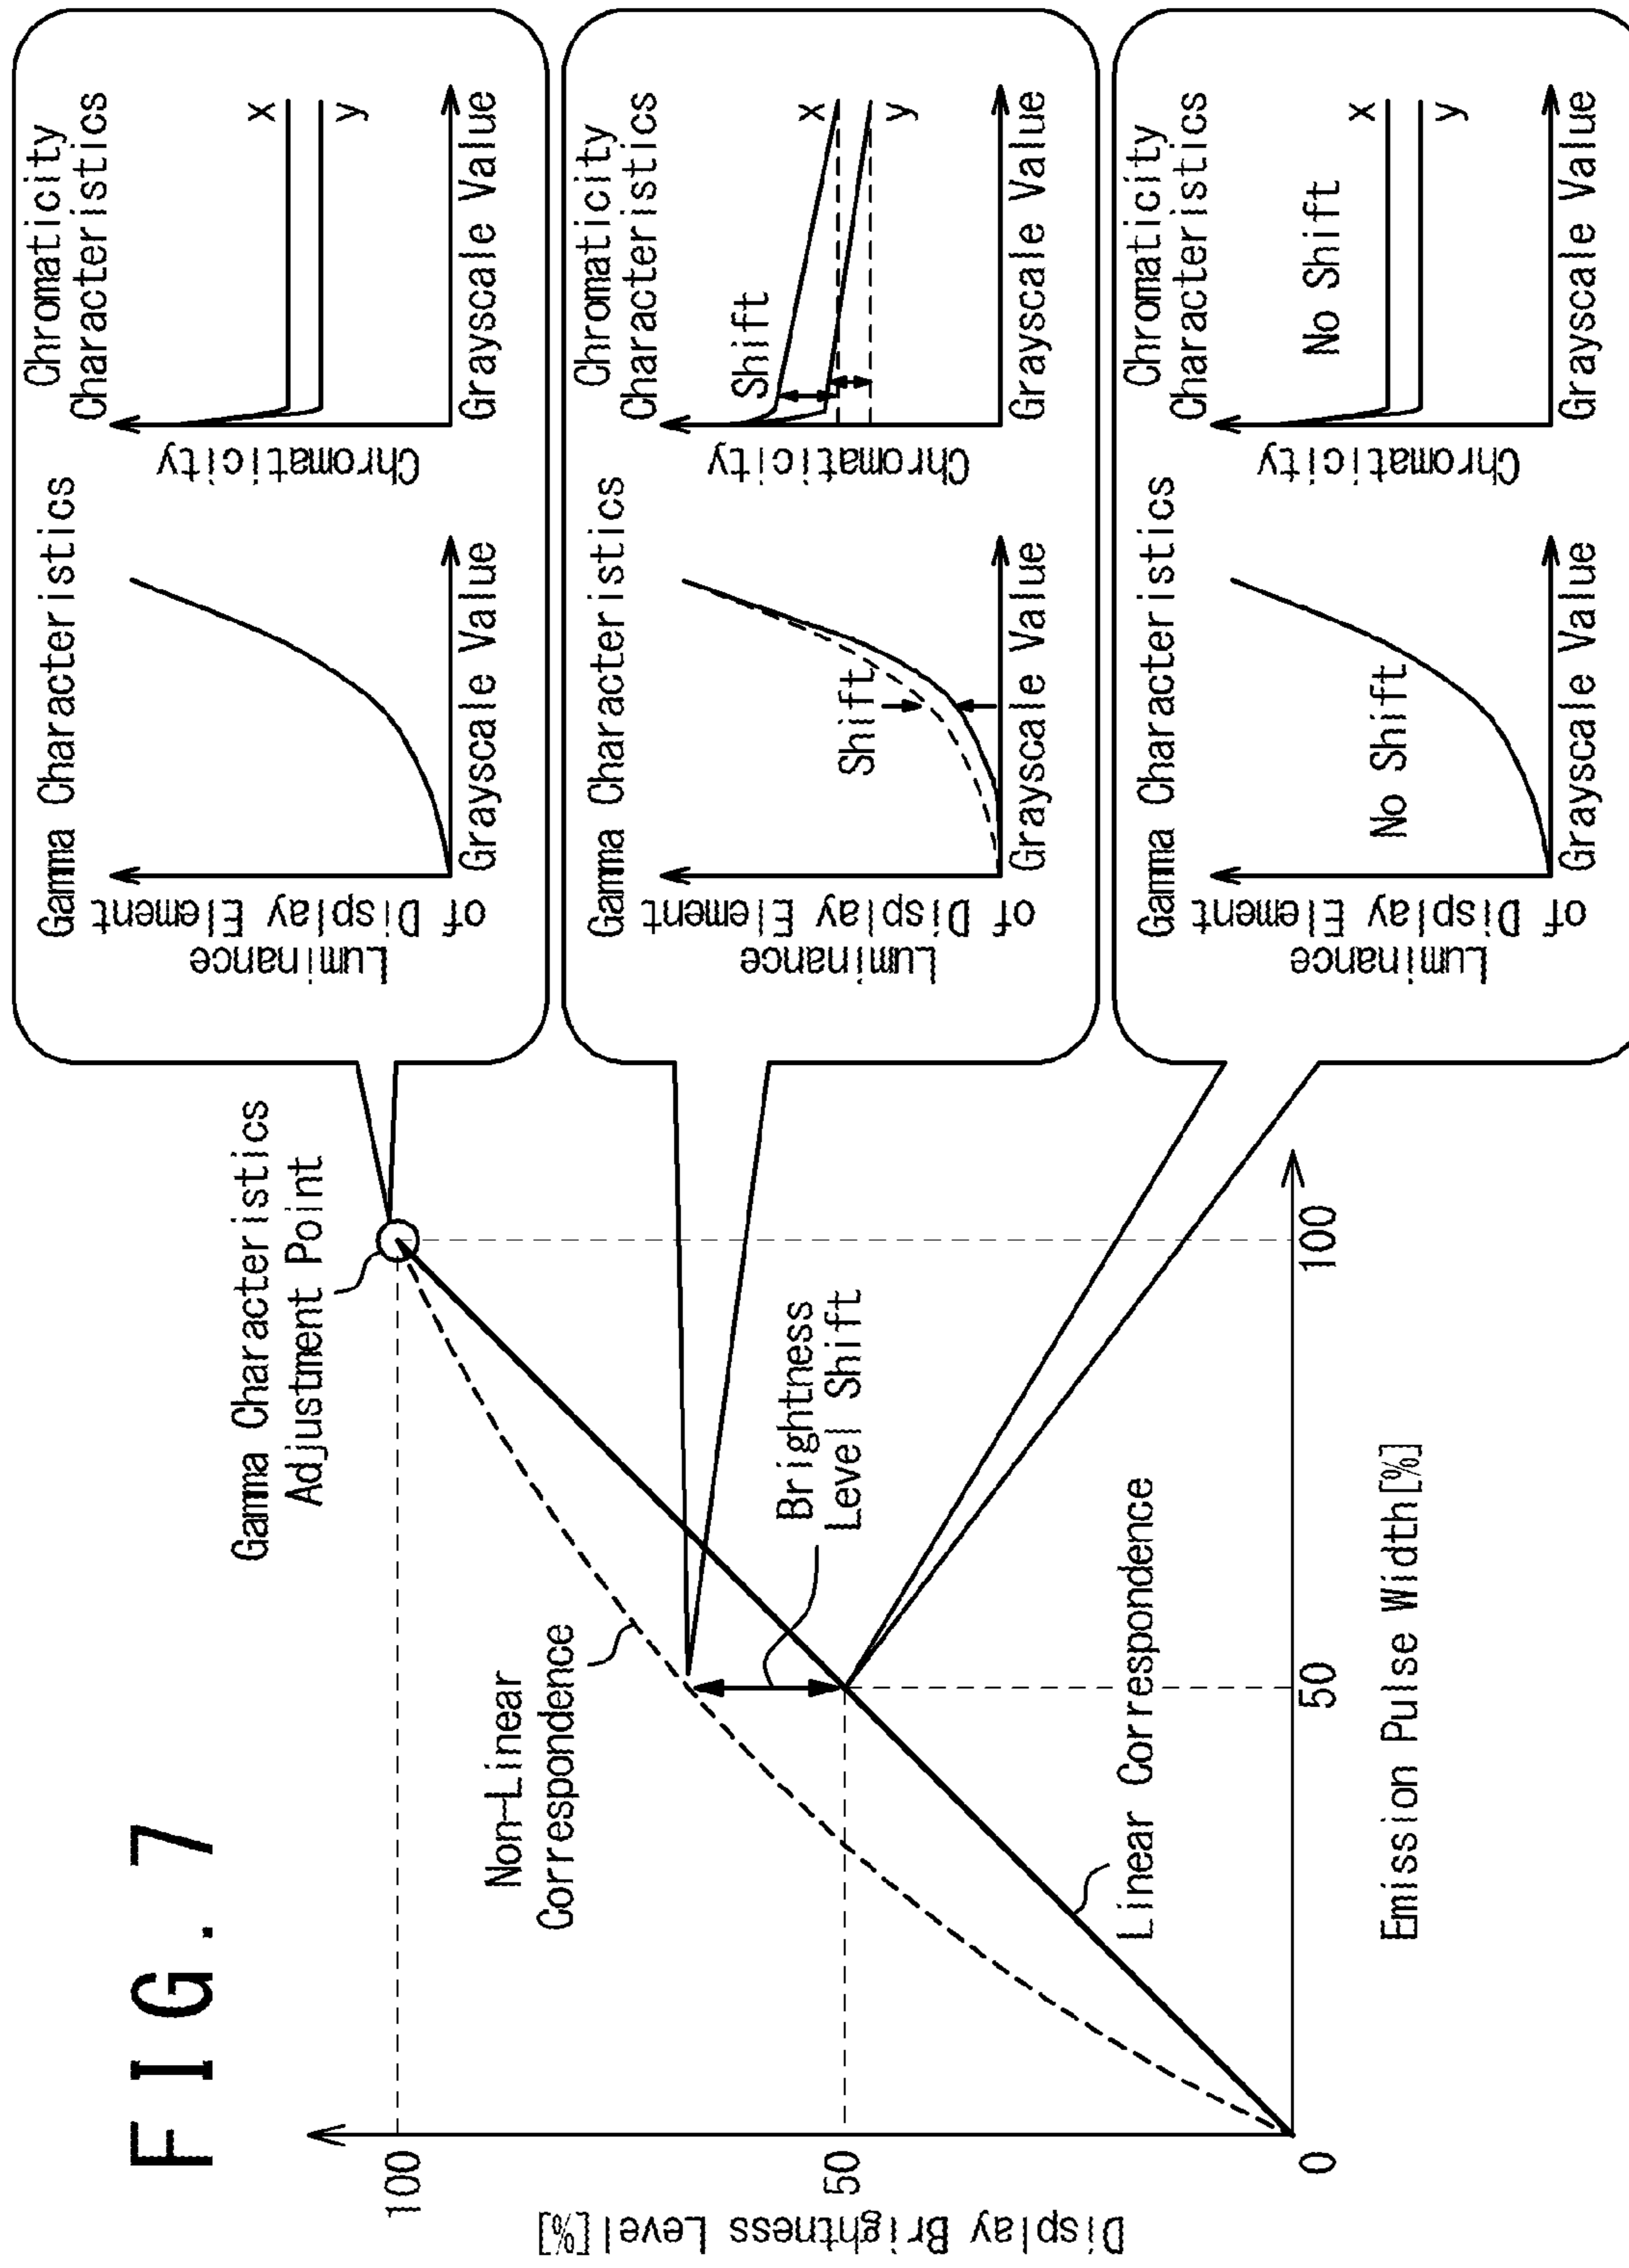 FIG. 7
Display Brightness Level[%]
100
50
0
50
100
Emission Pulse Width[%]
Non-Linear
Correspondence
Linear Correspondence
Brightness
Level Shift
Gamma Characteristics
Adjustment Point
Gamma Characteristics
Luminance
of Display Element
Grayscale Value
Chromaticity
Characteristics
Chromaticity
x
y
Grayscale Value
Gamma Characteristics
Luminance
of Display Element
Shift
Grayscale Value
Chromaticity
Characteristics
Chromaticity
Shift
x
y
Grayscale Value
Gamma Characteristics
Luminance
of Display Element
No Shift
Grayscale Value
Chromaticity
Characteristics
Chromaticity
No Shift
x
y
Grayscale Value